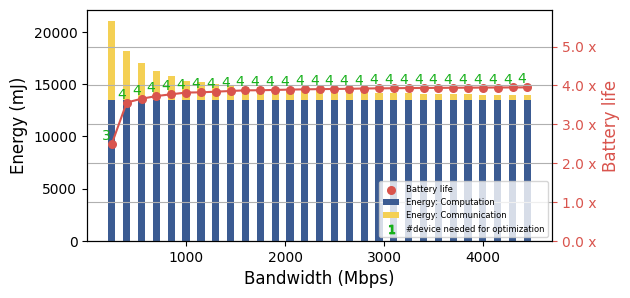 20000
15000
10000
5000
0
Energy (mJ)
3 4 4 4 4 4 4 4 4 4 4 4 4 4 4 4 4 4 4 4 4 4 4 4 4 4 4 4 4
5.0 x
4.0 x
3.0 x
2.0 x
1.0 x
0.0 x
Battery life
Battery life
Energy: Computation
Energy: Communication
1 #device needed for optimization
1000 2000 3000 4000
Bandwidth (Mbps)